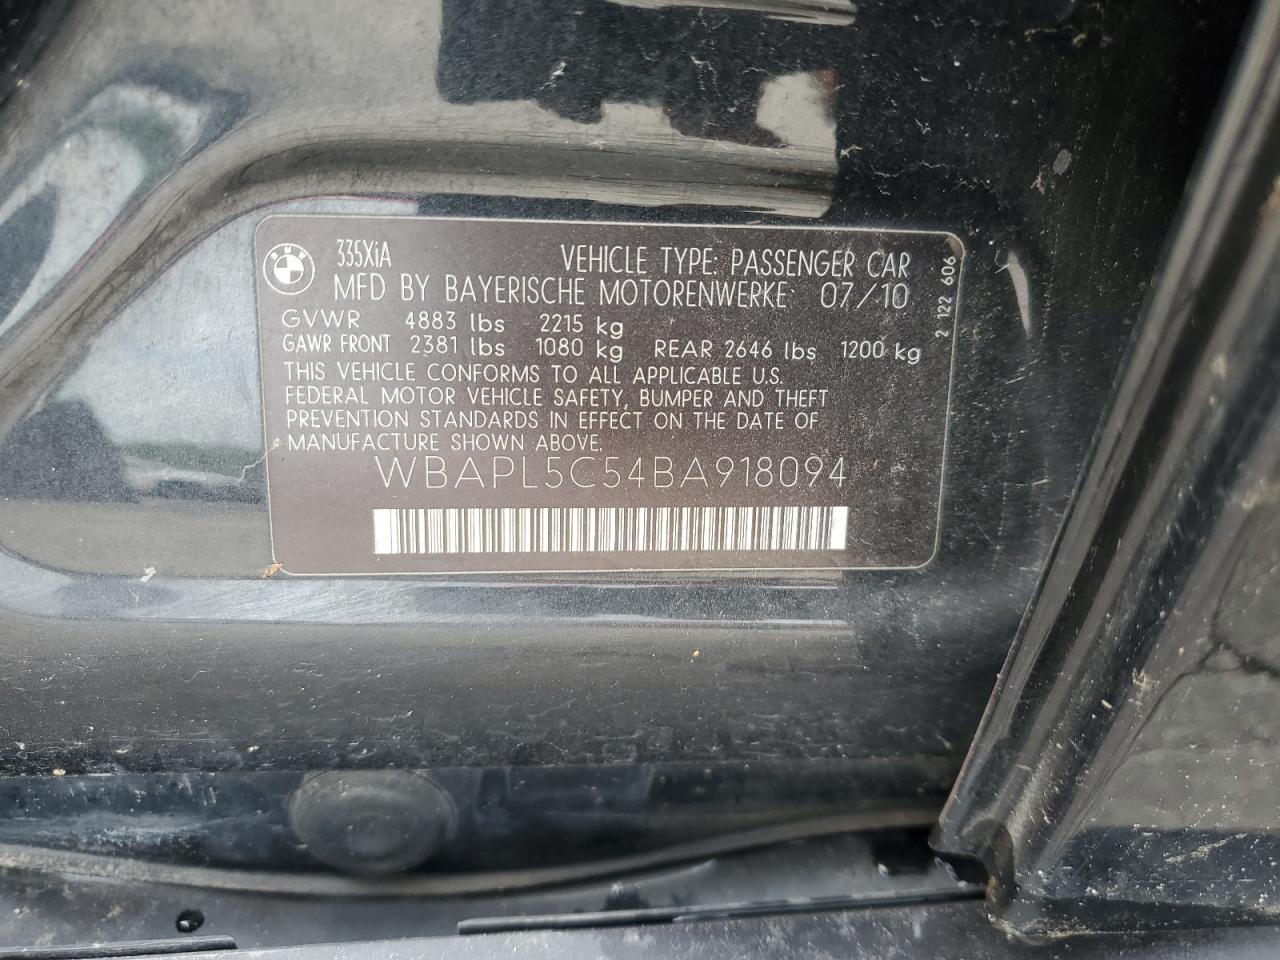 335XiA
VEHICLE TYPE: PASSENGER CAR
MFD BY BAYERISCHE MOTORENWERKE 07/10
GVWR 4883 lbs 2215 kg
GAWR FRONT 2381 lbs 1080 kg REAR 2646 lbs 1200 kg
THIS VEHICLE CONFORMS TO ALL APPLICABLE U.S.
FEDERAL MOTOR VEHICLE SAFETY, BUMPER AND THEFT
PREVENTION STANDARDS IN EFFECT ON THE DATE OF
MANUFACTURE SHOWN ABOVE.
WBAPL5C54BA918094
2 122 606